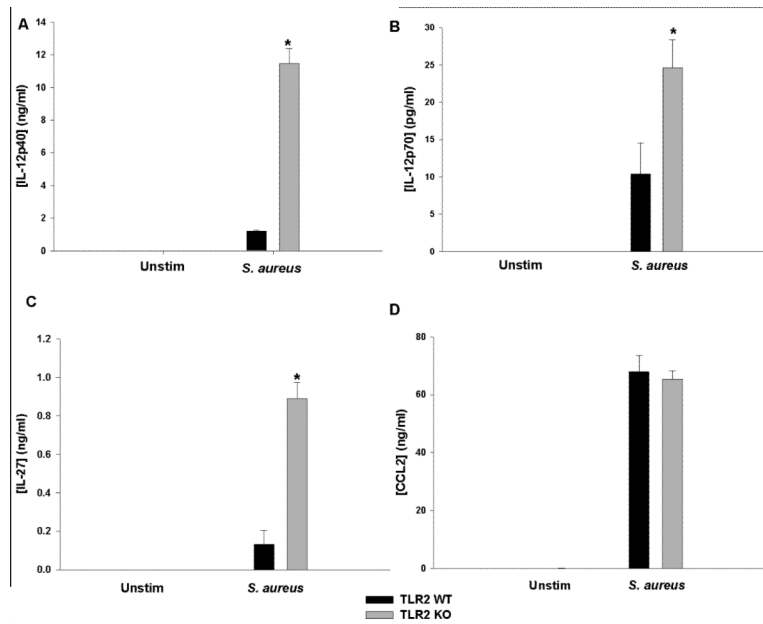 A
[IL-12p40] (ng/ml)
14
12
10
8
6
4
2
0
*
Unstim
S. aureus
B
[IL-12p70] (pg/ml)
30
25
20
15
10
5
0
*
Unstim
S. aureus
C
[IL-27] (ng/ml)
1.2
1.0
0.8
0.6
0.4
0.2
0.0
*
Unstim
S. aureus
D
[CCL2] (ng/ml)
80
60
40
20
0
Unstim
S. aureus
TLR2 WT
TLR2 KO